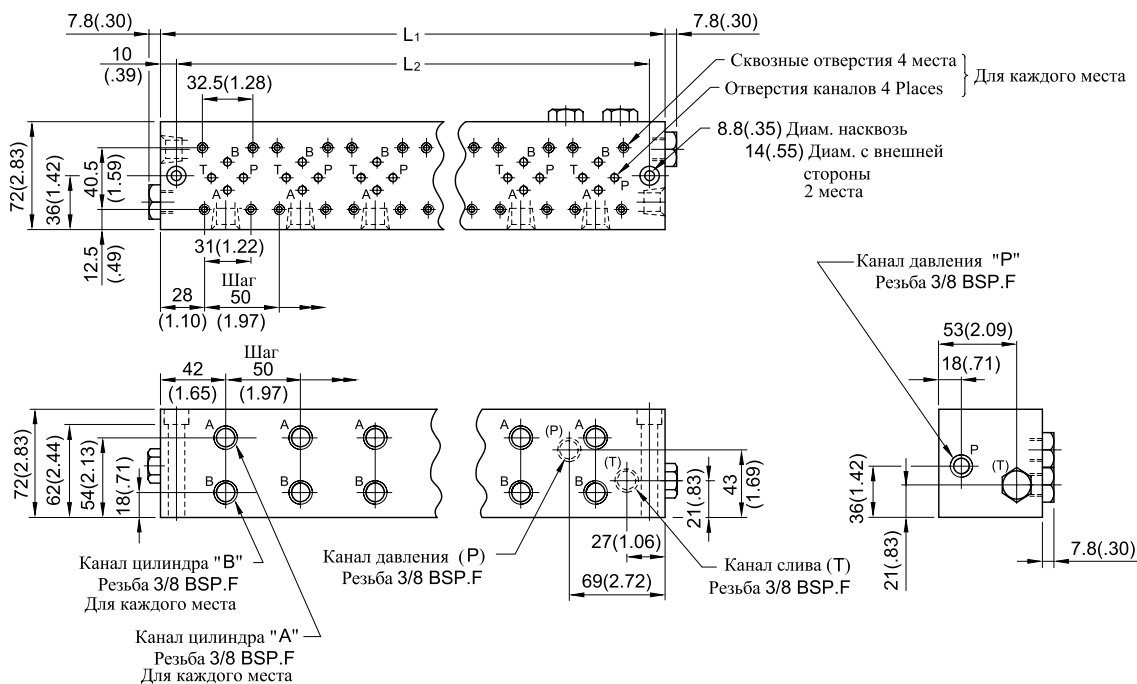 7.8(.30)
L1
7.8(.30)
10
(.39)
L2
32.5(1.28)
Сквозные отверстия 4 места
Отверстия каналов 4 Places
Для каждого места
8.8(.35) Диам. насквозь
14(.55) Диам. с внешней
стороны
2 места
72(2.83)
36(1.42)
40.5
(1.59)
12.5
(.49)
B B B B B
T P T P T P T T P
A A A A A
31(1.22)
Шаг
28
50
(1.10)
(1.97)
Канал давления "P"
Резьба 3/8 BSP.F
53(2.09)
18(.71)
P
(T)
36(1.42)
21(.83)
7.8(.30)
Шаг
42
50
(1.65)
(1.97)
72(2.83)
62(2.44)
54(2.13)
18(.71)
A A A A (P) A
B B B B (T) B
21(.83)
43
(1.69)
27(1.06)
69(2.72)
Канал цилиндра "B"
Резьба 3/8 BSP.F
Для каждого места
Канал давления (P)
Резьба 3/8 BSP.F
Канал слива (T)
Резьба 3/8 BSP.F
Канал цилиндра "A"
Резьба 3/8 BSP.F
Для каждого места